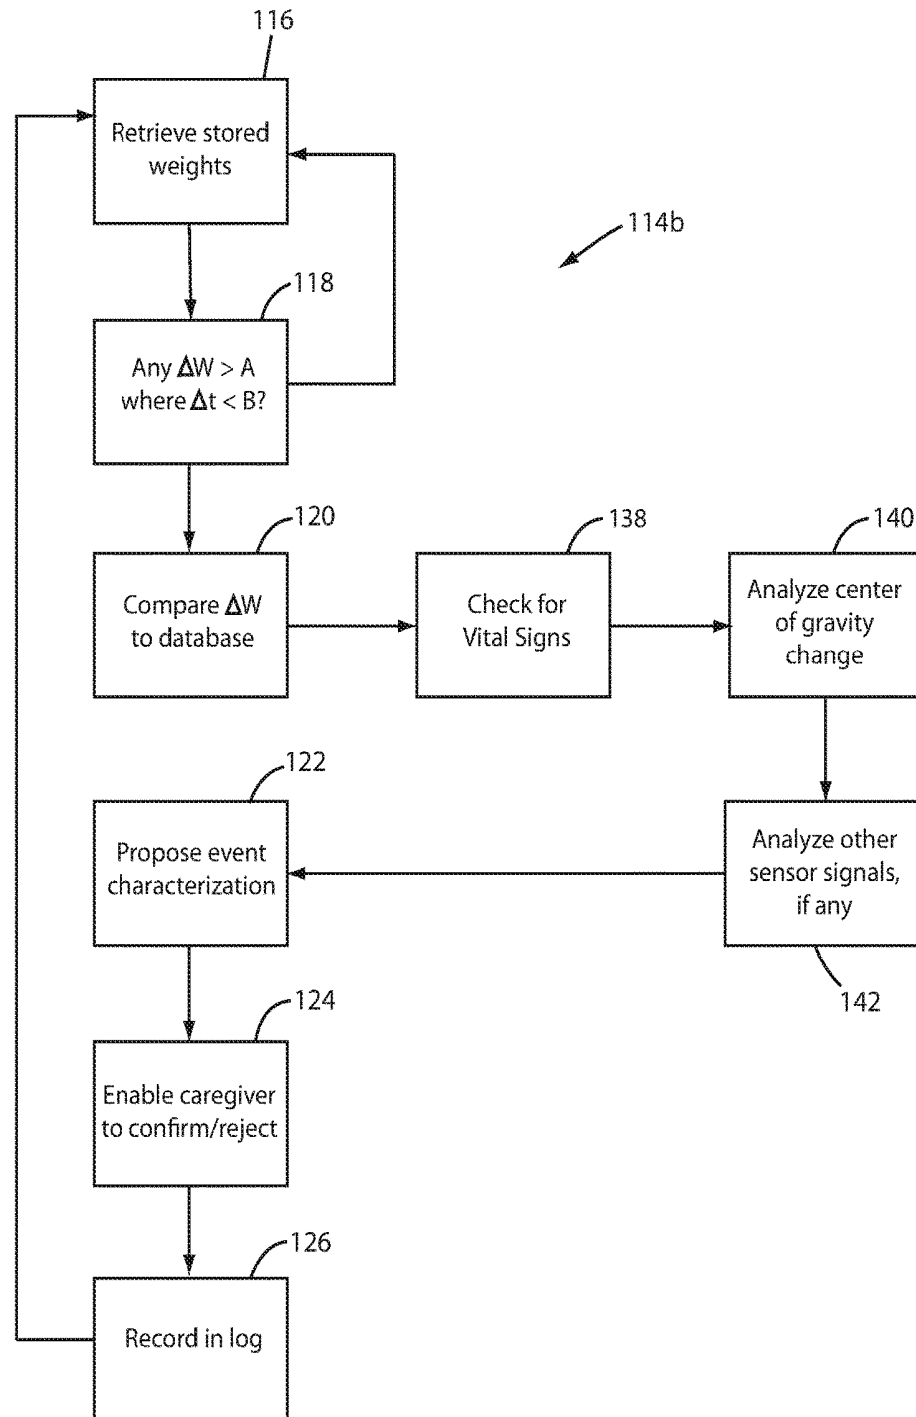 116
Retrieve stored
weights
114b
118
Any ΔW > A
where Δt < B?
120
Compare ΔW
to database
138
Check for
Vital Signs
140
Analyze center
of gravity
change
122
Propose event
characterization
Analyze other
sensor signals,
if any
142
124
Enable caregiver
to confirm/reject
126
Record in log